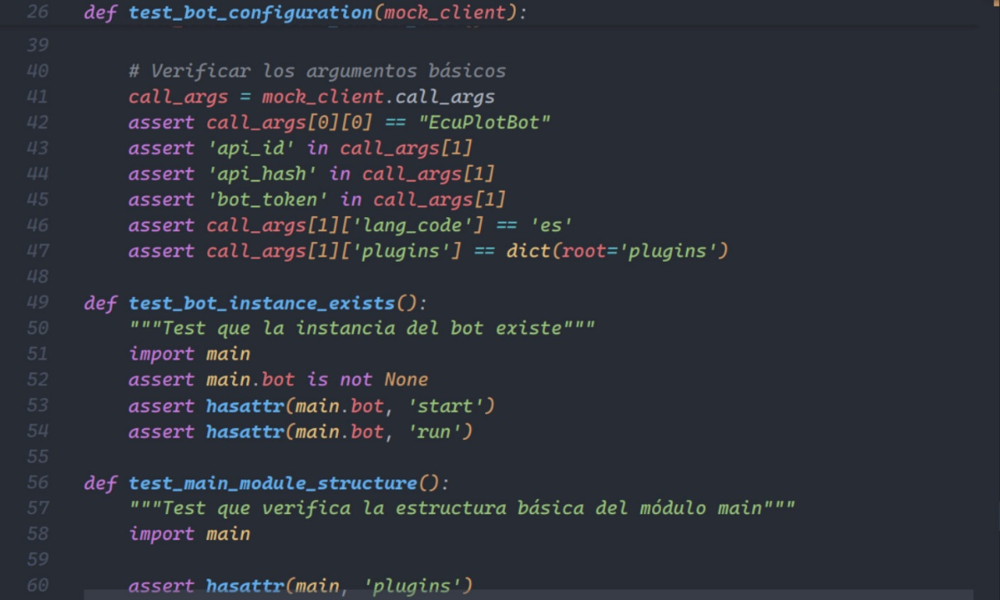 26 def test_bot_configuration(mock_client):
39
40 # Verificar los argumentos básicos
41 call_args = mock_client.call_args
42 assert call_args[0][0] == "EcuPlotBot"
43 assert 'api_id' in call_args[1]
44 assert 'api_hash' in call_args[1]
45 assert 'bot_token' in call_args[1]
46 assert call_args[1]['lang_code'] == 'es'
47 assert call_args[1]['plugins'] == dict(root='plugins')
48
49 def test_bot_instance_exists():
50 """Test que la instancia del bot existe"""
51 import main
52 assert main.bot is not None
53 assert hasattr(main.bot, 'start')
54 assert hasattr(main.bot, 'run')
55
56 def test_main_module_structure():
57 """Test que verifica la estructura básica del módulo main"""
58 import main
59
60 assert hasattr(main, 'plugins')